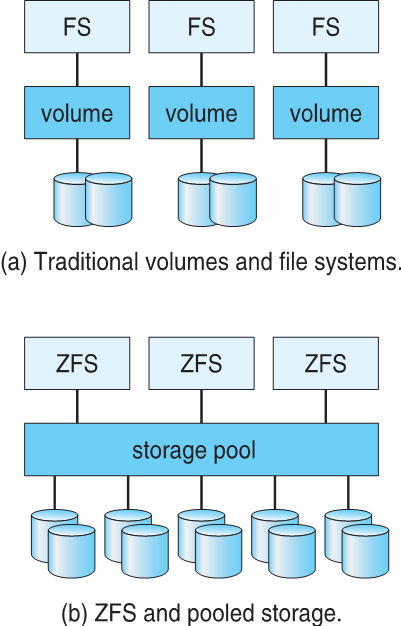 FS FS FS
volume volume volume
(a) Traditional volumes and file systems.
ZFS ZFS ZFS
storage pool
(b) ZFS and pooled storage.